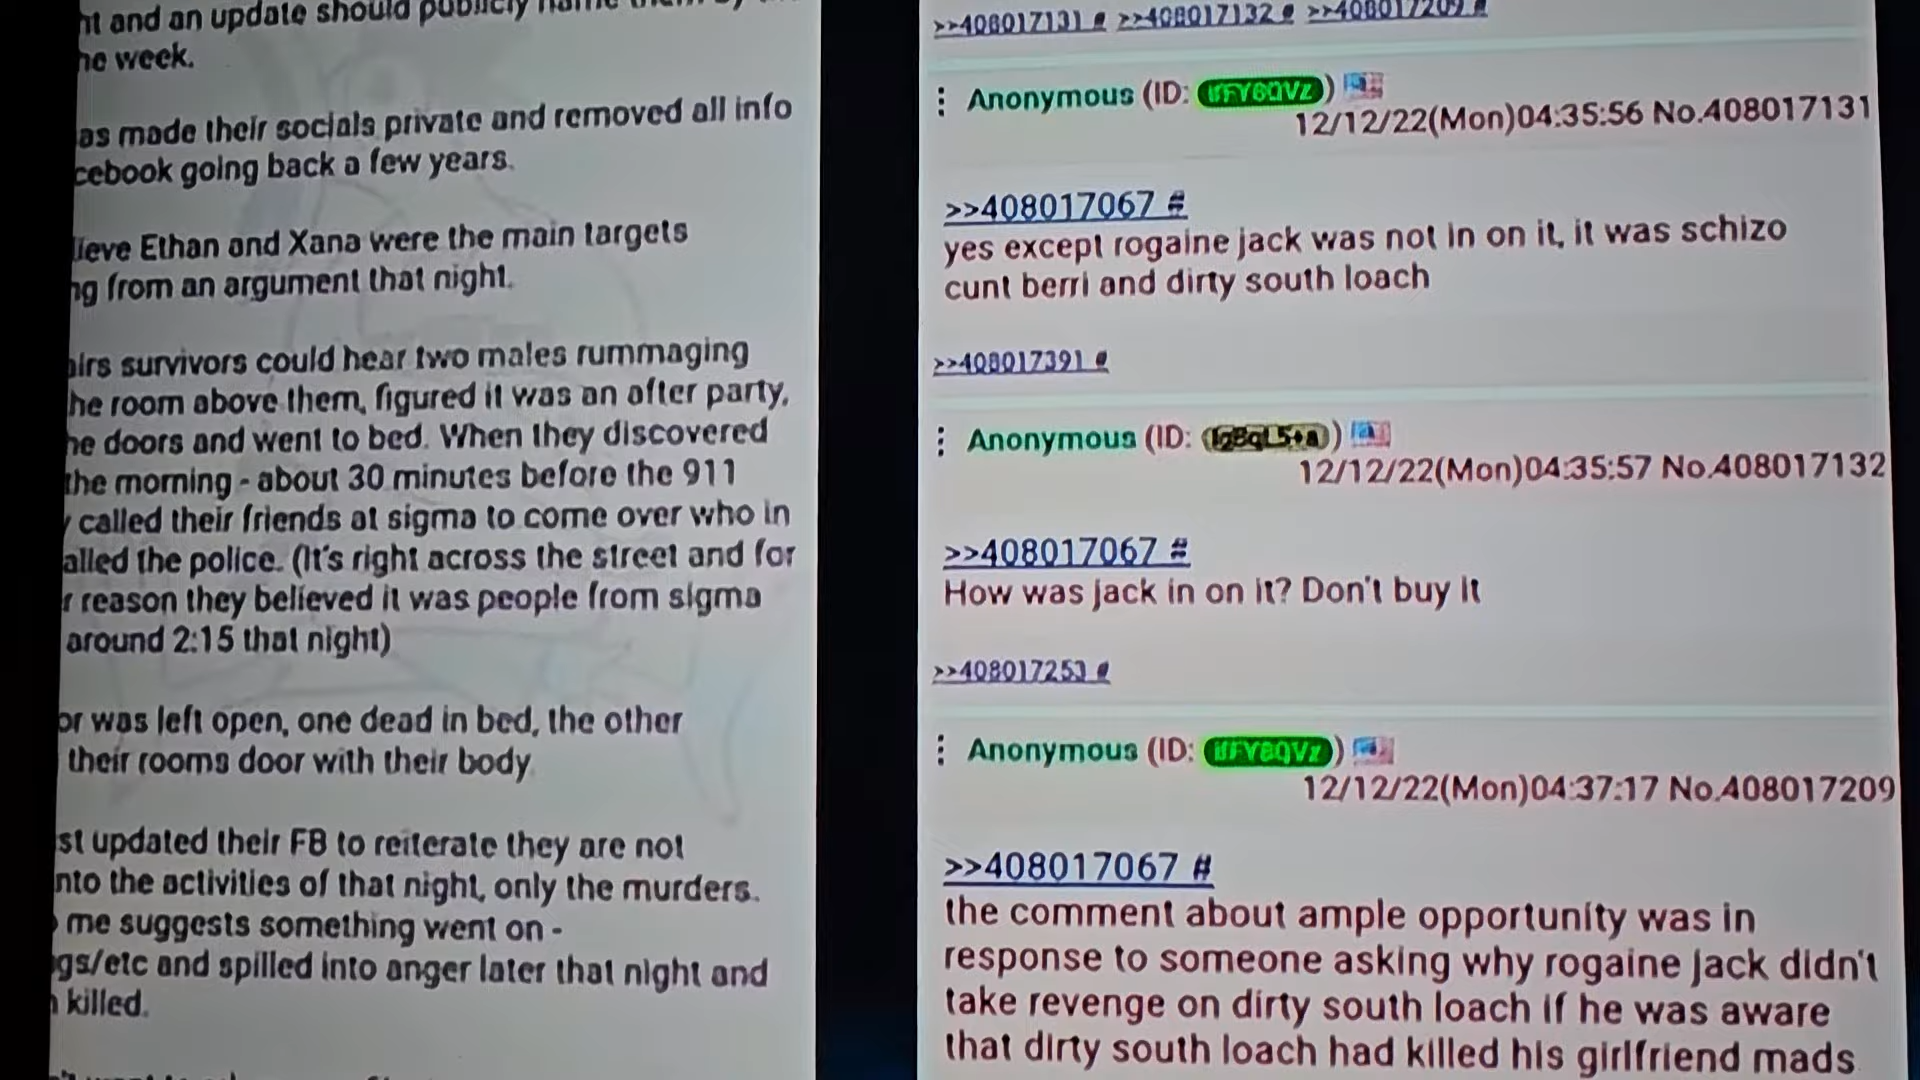 nt and an update should publicly name them by the
he week.
as made their socials private and removed all info
cebook going back a few years.
lieve Ethan and Xana were the main targets
ng from an argument that night.
airs survivors could hear two males rummaging
he room above them, figured it was an after party,
he doors and went to bed. When they discovered
the morning - about 30 minutes before the 911
y called their friends at sigma to come over who in
alled the police. (It's right across the street and for
r reason they believed it was people from sigma
around 2:15 that night)
or was left open, one dead in bed, the other
their rooms door with their body
st updated their FB to reiterate they are not
nto the activities of that night, only the murders.
me suggests something went on -
gs/etc and spilled into anger later that night and
killed.
>>408017131 # >>408017132 # >>408017209 #
Anonymous (ID: )
12/12/22(Mon)04:35:56 No.408017131
>>408017067 #
yes except rogaine jack was not in on it, it was schizo
cunt berri and dirty south loach
>>408017391 #
Anonymous (ID: )
12/12/22(Mon)04:35:57 No.408017132
>>408017067 #
How was jack in on it? Don't buy it
>>408017253 #
Anonymous (ID: )
12/12/22(Mon)04:37:17 No.408017209
>>408017067 #
the comment about ample opportunity was in
response to someone asking why rogaine jack didn't
take revenge on dirty south loach if he was aware
that dirty south loach had killed his girlfriend mads